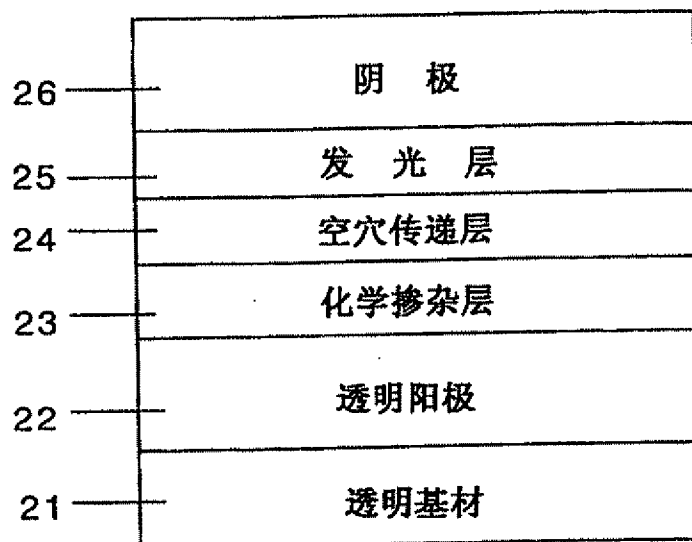 26 阴 极
25 发 光 层
24 空穴传递层
23 化学掺杂层
22 透明阳极
21 透明基材